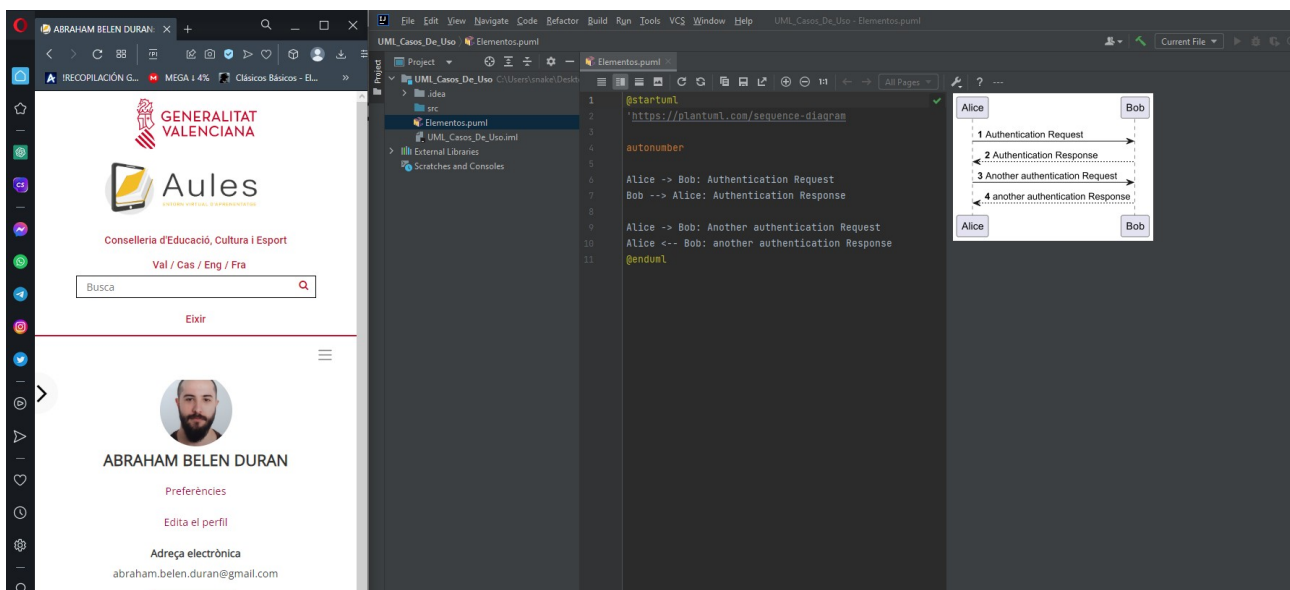 ABRAHAM BELEN DURAN:
!RECOPILACIÓN G...
MEGA ↓ 4%
Clásicos Básicos - El...
GENERALITAT
VALENCIANA
Aules
Conselleria d'Educació, Cultura i Esport
Val / Cas / Eng / Fra
Busca
Eixir
ABRAHAM BELEN DURAN
Preferències
Edita el perfil
Adreça electrònica
abraham.belen.duran@gmail.com
File Edit View Navigate Code Refactor Build Run Tools VCS Window Help UML_Casos_De_Uso - Elementos.puml
UML_Casos_De_Uso Elementos.puml
Current File
Project
Project
UML_Casos_De_Uso C:\Users\snake\Deskt
.idea
src
Elementos.puml
UML_Casos_De_Uso.iml
External Libraries
Scratches and Consoles
Elementos.puml
1:1
All Pages
?
1 @startuml
2 'https://plantuml.com/sequence-diagram
3
4 autonumber
5
6 Alice -> Bob: Authentication Request
7 Bob --> Alice: Authentication Response
8
9 Alice -> Bob: Another authentication Request
10 Alice <-- Bob: another authentication Response
11 @enduml
Alice Bob
1 Authentication Request
2 Authentication Response
3 Another authentication Request
4 another authentication Response
Alice Bob